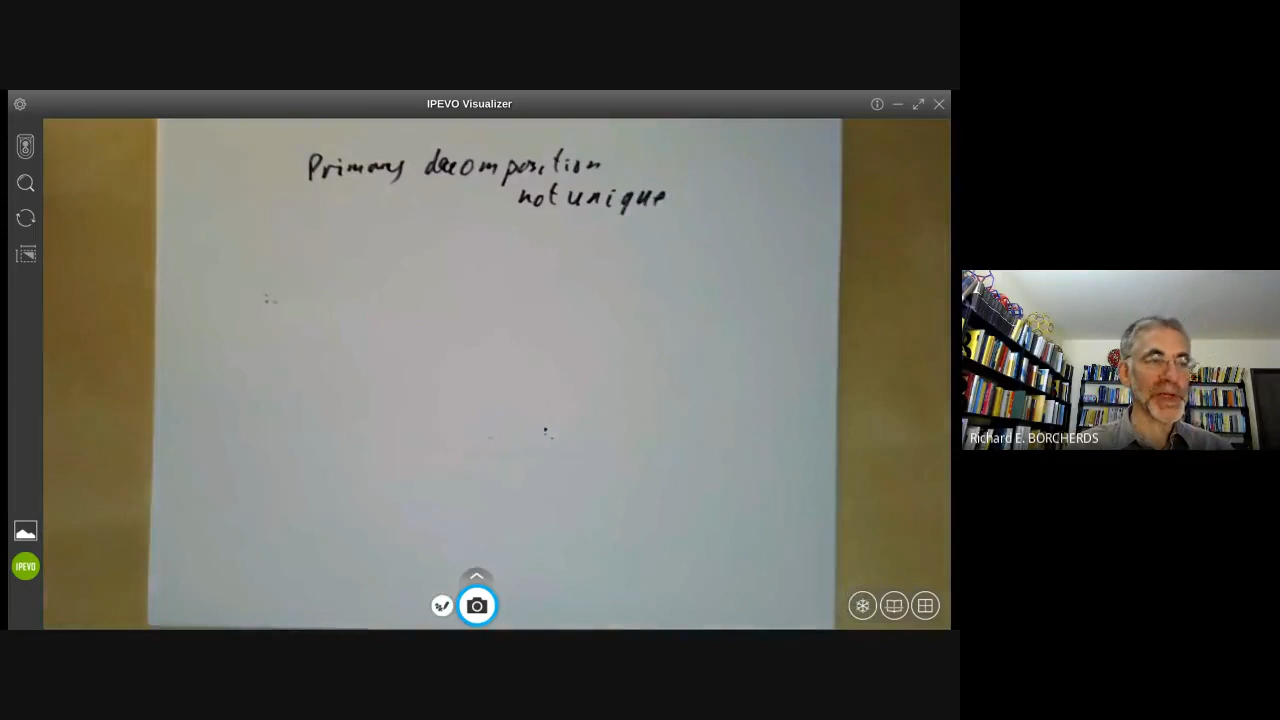 IPEVO Visualizer
Primary decomposition
not unique
Richard E. BORCHERDS
IPEVO